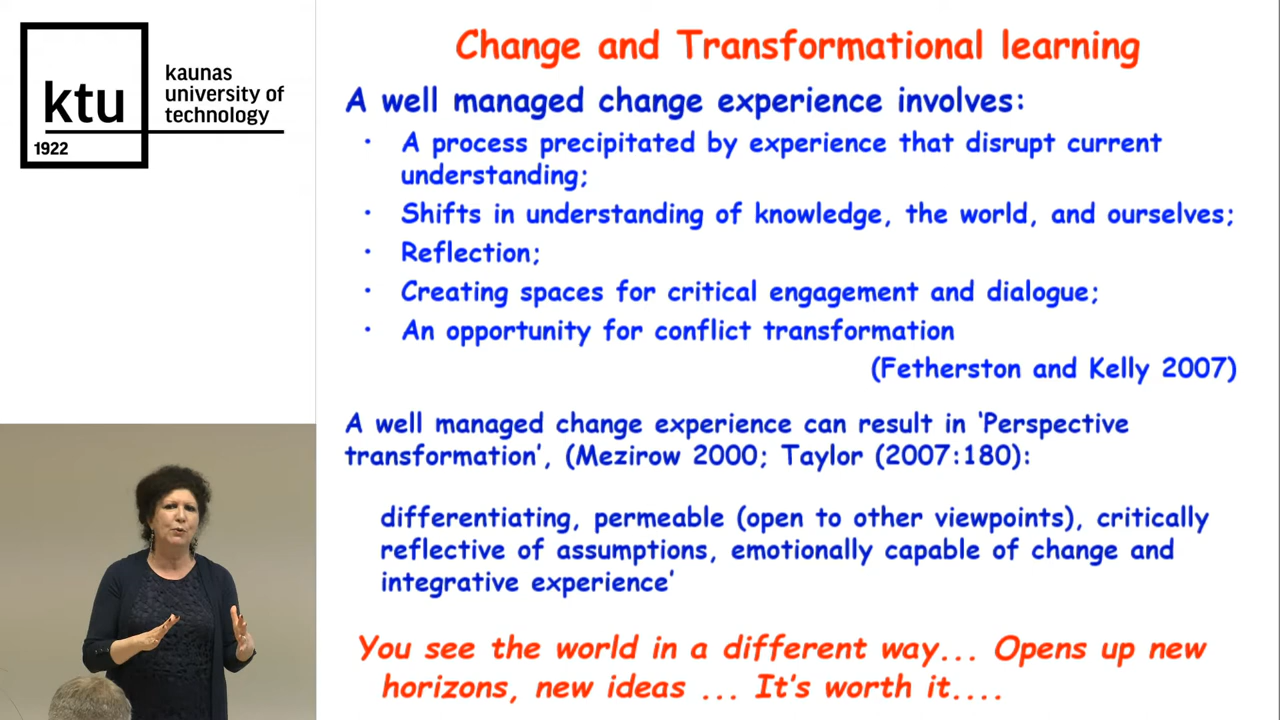 ktu
1922
kaunas
university of
technology
Change and Transformational learning
A well managed change experience involves:
· A process precipitated by experience that disrupt current
understanding;
· Shifts in understanding of knowledge, the world, and ourselves;
· Reflection;
· Creating spaces for critical engagement and dialogue;
· An opportunity for conflict transformation
(Fetherston and Kelly 2007)
A well managed change experience can result in ‘Perspective
transformation’, (Mezirow 2000; Taylor (2007:180):
differentiating, permeable (open to other viewpoints), critically
reflective of assumptions, emotionally capable of change and
integrative experience’
You see the world in a different way... Opens up new
horizons, new ideas ... It’s worth it....